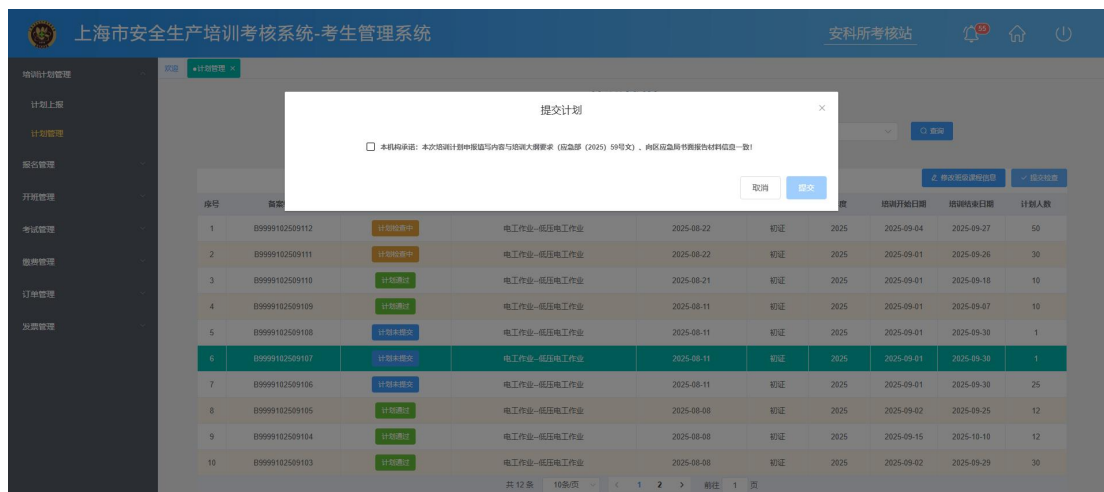 上海市安全生产培训考核系统-考生管理系统
安科所考核站
55
培训计划管理
欢迎
计划管理 ×
计划上报
提交计划
×
计划管理
查询
本机构承诺：本次培训计划申报填写内容与培训大纲要求（应急部（2025）59号文）、向区应急局书面报告材料信息一致！
报名管理
修改班级课程信息
提交检查
取消
提交
开班管理
序号
备案
度
培训开始日期
培训结束日期
计划人数
考试管理
1 B9999102509112 计划检查中 电工作业--低压电工作业 2025-08-22 初证 2025 2025-09-04 2025-09-27 50
2 B9999102509111 计划检查中 电工作业--低压电工作业 2025-08-22 初证 2025 2025-09-01 2025-09-26 30
缴费管理
3 B9999102509110 计划通过 电工作业--低压电工作业 2025-08-21 初证 2025 2025-09-01 2025-09-18 10
订单管理
4 B9999102509109 计划通过 电工作业--低压电工作业 2025-08-11 初证 2025 2025-09-01 2025-09-07 10
发票管理
5 B9999102509108 计划未提交 电工作业--低压电工作业 2025-08-11 初证 2025 2025-09-01 2025-09-30 1
6 B9999102509107 计划未提交 电工作业--低压电工作业 2025-08-11 初证 2025 2025-09-01 2025-09-30 1
7 B9999102509106 计划未提交 电工作业--低压电工作业 2025-08-11 初证 2025 2025-09-01 2025-09-30 25
8 B9999102509105 计划通过 电工作业--低压电工作业 2025-08-08 初证 2025 2025-09-02 2025-09-25 12
9 B9999102509104 计划通过 电工作业--低压电工作业 2025-08-08 初证 2025 2025-09-15 2025-10-10 12
10 B9999102509103 计划通过 电工作业--低压电工作业 2025-08-08 初证 2025 2025-09-02 2025-09-29 30
共 12 条 10条/页 < 1 2 > 前往 1 页